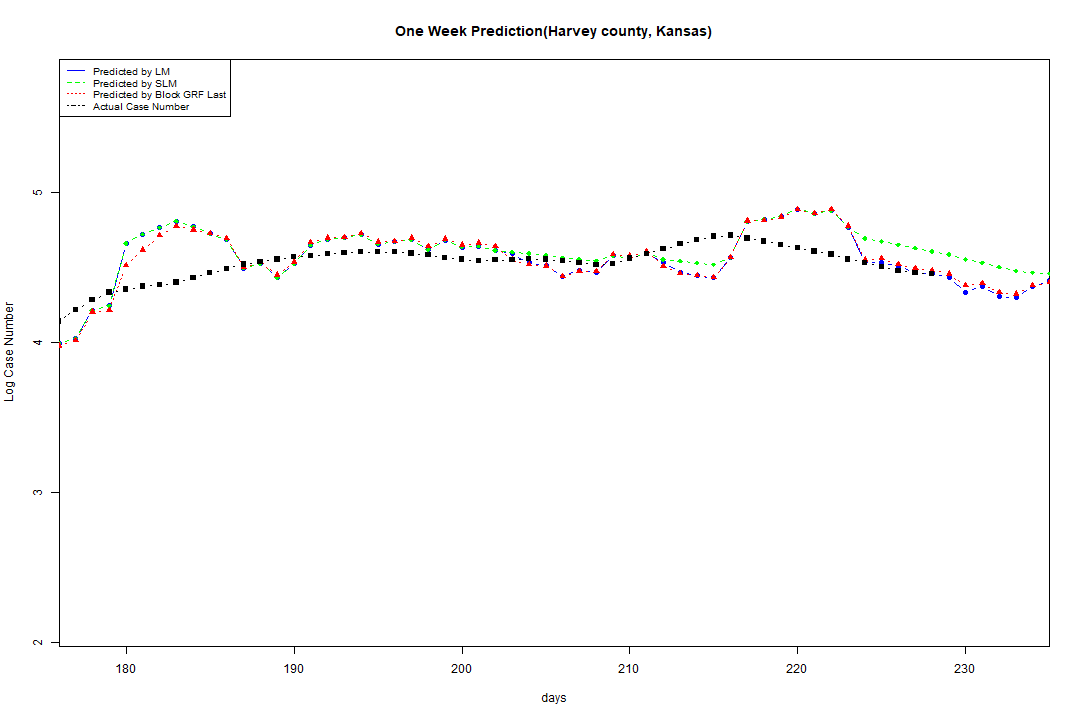 One Week Prediction(Harvey county, Kansas)
Predicted by LM
Predicted by SLM
Predicted by Block GRF Last
Actual Case Number
5
4
3
2
Log Case Number
180 190 200 210 220 230
days